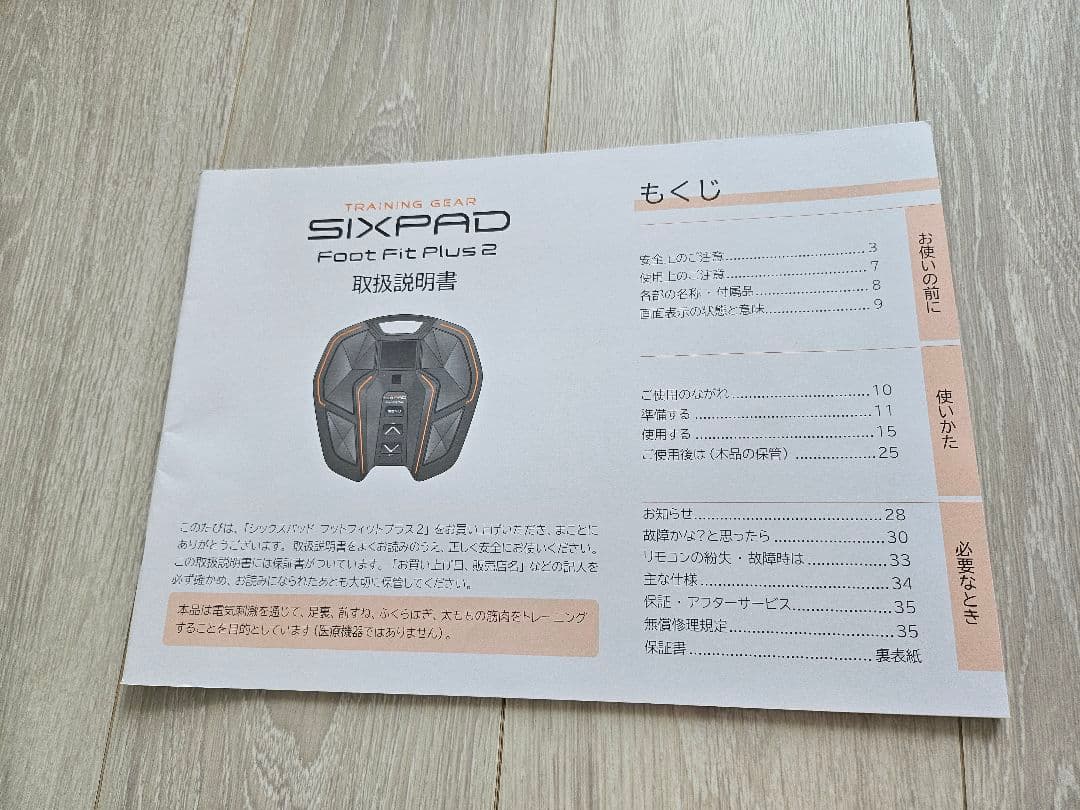 TRAINING GEAR
SIXPAD
Foot Fit Plus 2
取扱説明書
このたびは、「シックスパッド フットフィットプラス2」をお買い上げいただき、まことに
ありがとうございます。取扱説明書をよくお読みのうえ、正しく安全にお使いください。
この取扱説明書には保証書がついています。「お買い上げ日、販売店名」などの記入を
必ず確かめ、お読みになられたあとも大切に保管してください。
本品は電気刺激を通じて、足裏、前すね、ふくらはぎ、太ももの筋肉をトレーニング
することを目的としています（医療機器ではありません）。
もくじ
安全上のご注意 3
使用上のご注意 7
各部の名称・付属品 8
画面表示の状態と意味 9
お使いの前に
ご使用のながれ 10
準備する 11
使用する 15
ご使用後は（本品の保管） 25
使いかた
お知らせ 28
故障かな？と思ったら 30
リモコンの紛失・故障時は 33
主な仕様 34
保証・アフターサービス 35
無償修理規定 35
保証書 裏表紙
必要なとき